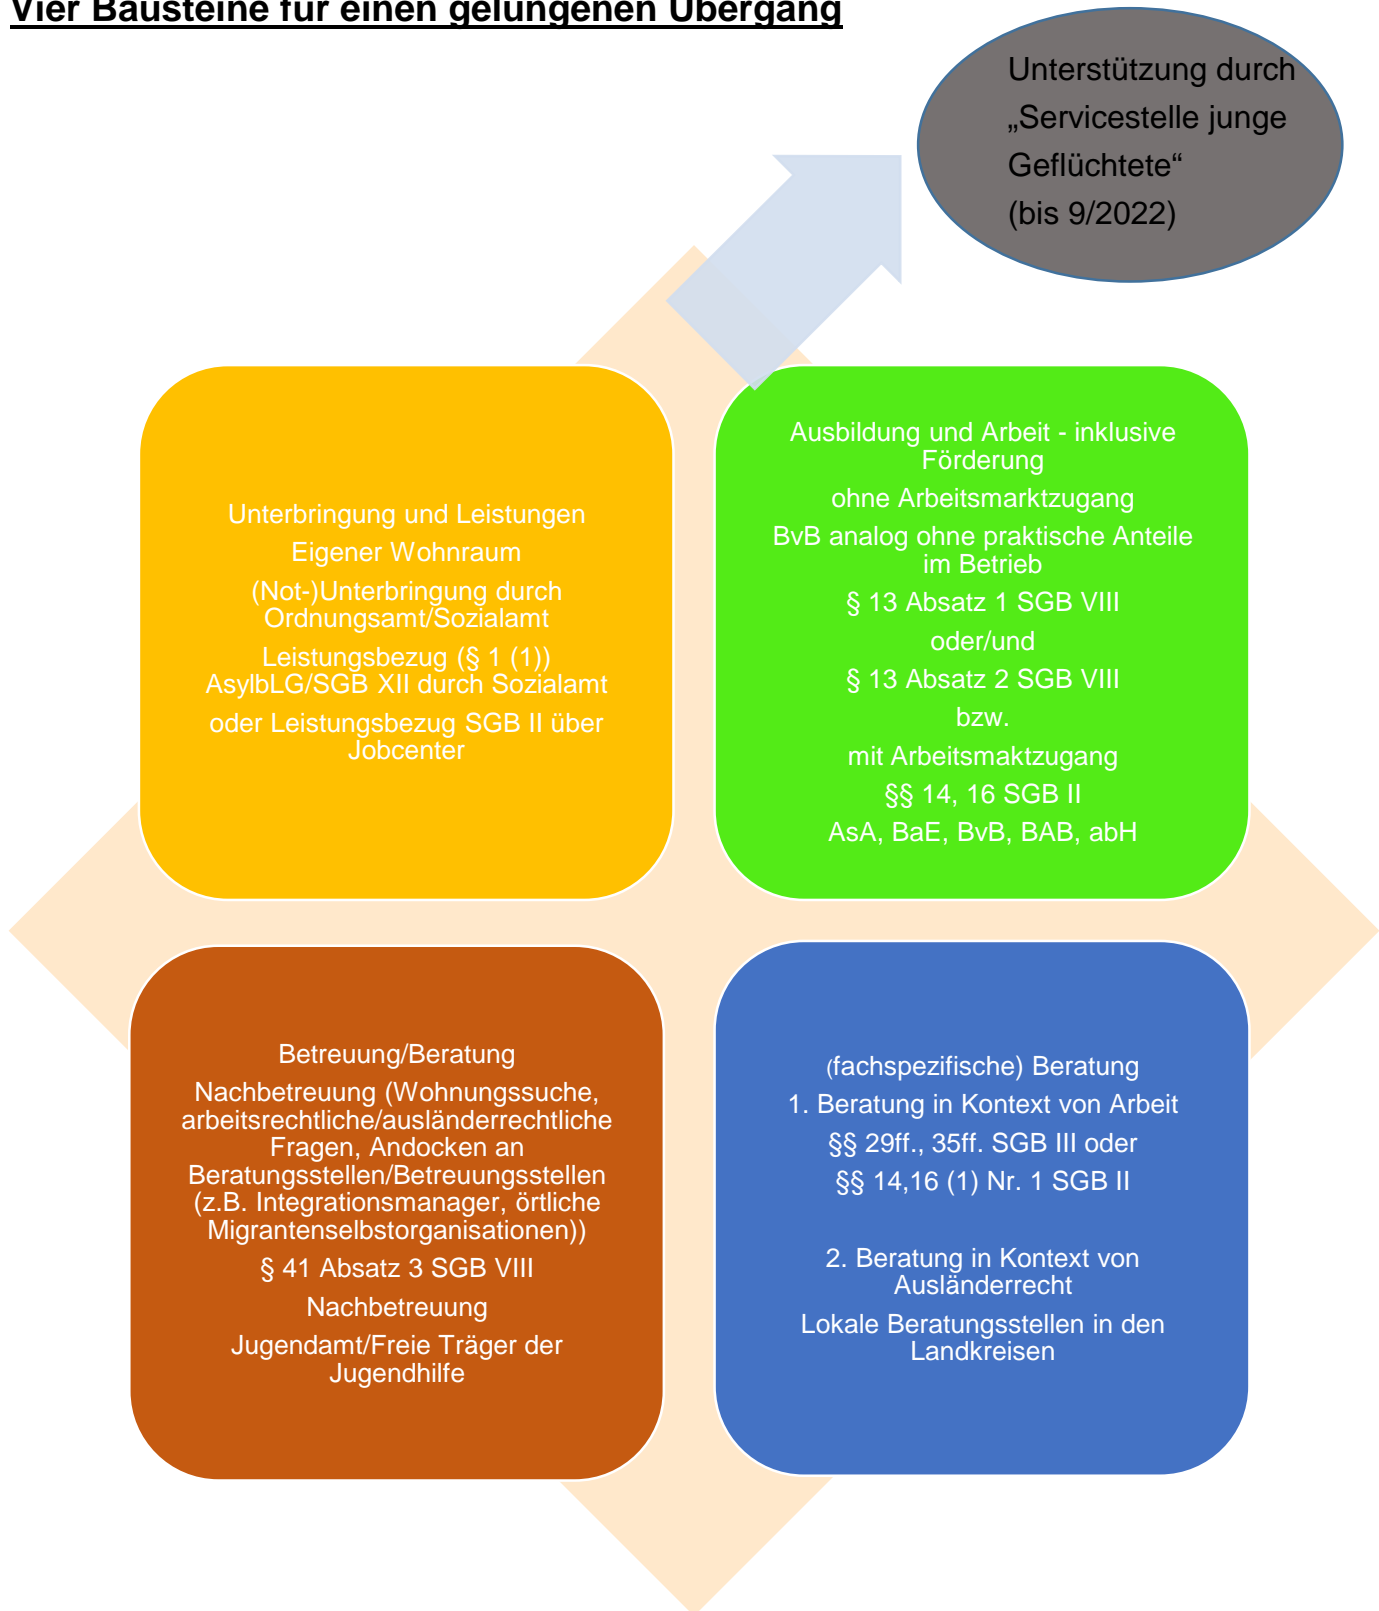 Vier Bausteine für einen gelungenen Übergang
Unterstützung durch
„Servicestelle junge
Geflüchtete“
(bis 9/2022)
Unterbringung und Leistungen
Eigener Wohnraum
(Not-)Unterbringung durch
Ordnungsamt/Sozialamt
Leistungsbezug (§ 1 (1))
AsylbLG/SGB XII durch Sozialamt
oder Leistungsbezug SGB II über
Jobcenter
Ausbildung und Arbeit - inklusive
Förderung
ohne Arbeitsmarktzugang
BvB analog ohne praktische Anteile
im Betrieb
§ 13 Absatz 1 SGB VIII
oder/und
§ 13 Absatz 2 SGB VIII
bzw.
mit Arbeitsmaktzugang
§§ 14, 16 SGB II
AsA, BaE, BvB, BAB, abH
Betreuung/Beratung
Nachbetreuung (Wohnungssuche,
arbeitsrechtliche/ausländerrechtliche
Fragen, Andocken an
Beratungsstellen/Betreuungsstellen
(z.B. Integrationsmanager, örtliche
Migrantenselbstorganisationen))
§ 41 Absatz 3 SGB VIII
Nachbetreuung
Jugendamt/Freie Träger der
Jugendhilfe
(fachspezifische) Beratung
1. Beratung in Kontext von Arbeit
§§ 29ff., 35ff. SGB III oder
§§ 14,16 (1) Nr. 1 SGB II
2. Beratung in Kontext von
Ausländerrecht
Lokale Beratungsstellen in den
Landkreisen